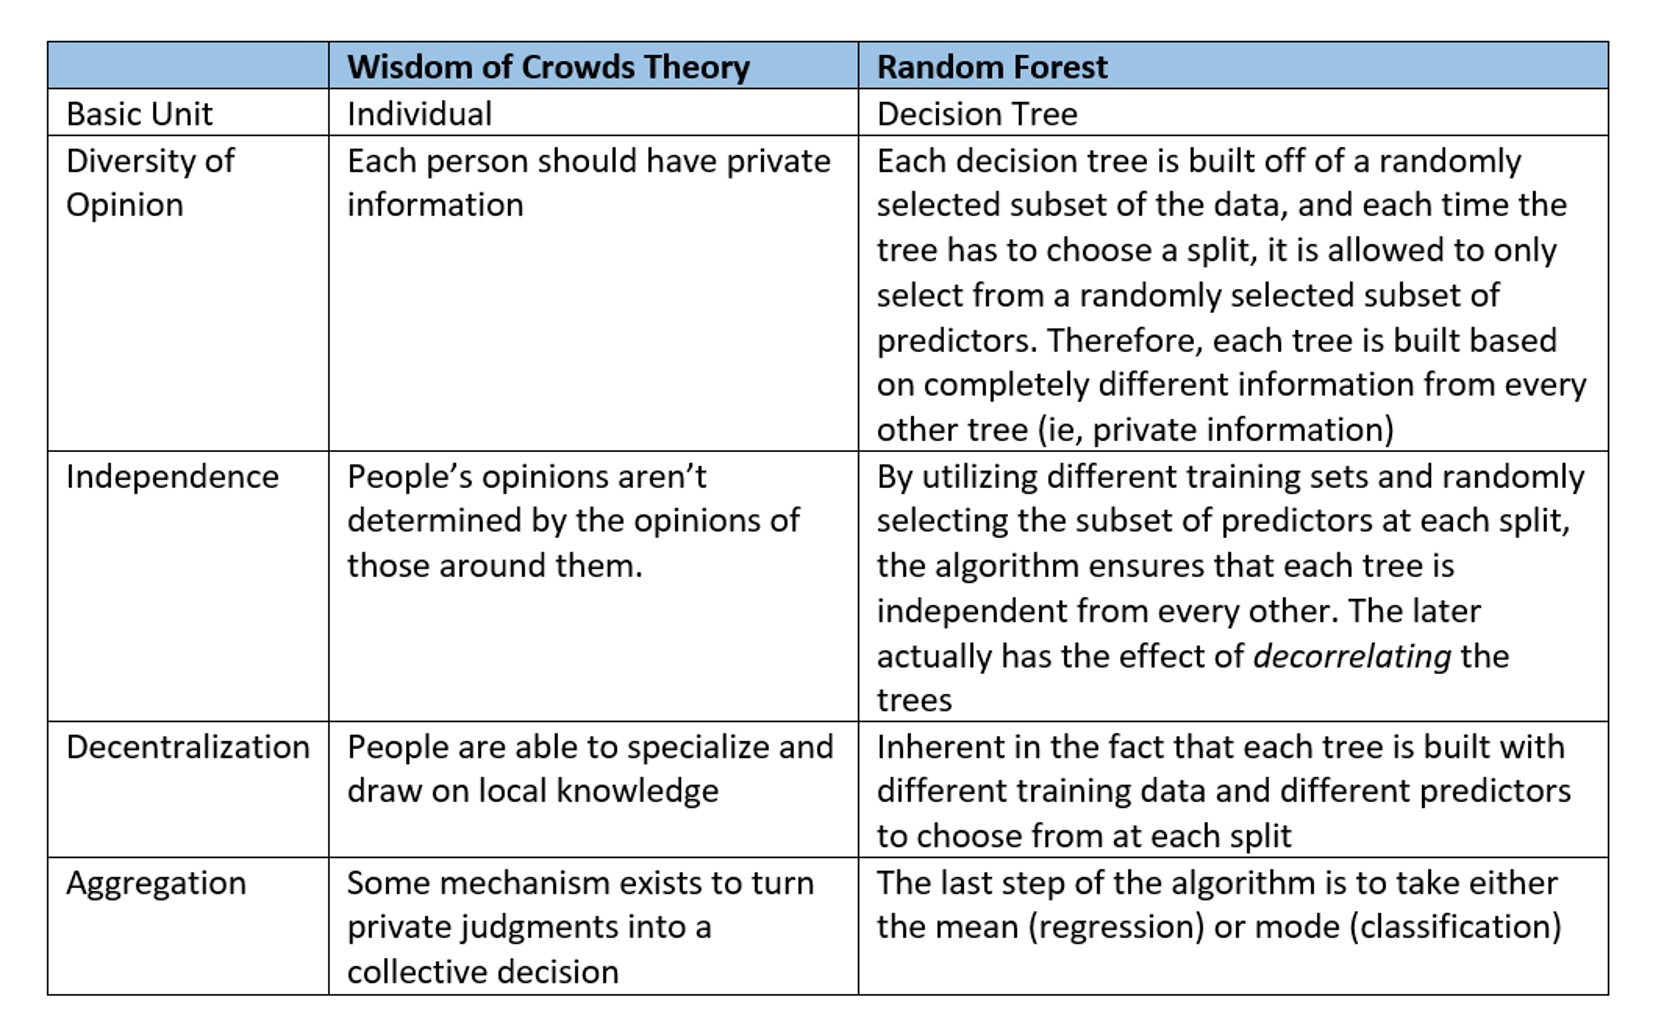 Wisdom of Crowds Theory
Random Forest
Basic Unit
Individual
Decision Tree
Diversity of
Opinion
Each person should have private
information
Each decision tree is built off of a randomly
selected subset of the data, and each time the
tree has to choose a split, it is allowed to only
select from a randomly selected subset of
predictors. Therefore, each tree is built based
on completely different information from every
other tree (ie, private information)
Independence
People’s opinions aren’t
determined by the opinions of
those around them.
By utilizing different training sets and randomly
selecting the subset of predictors at each split,
the algorithm ensures that each tree is
independent from every other. The later
actually has the effect of decorrelating the
trees
Decentralization
People are able to specialize and
draw on local knowledge
Inherent in the fact that each tree is built with
different training data and different predictors
to choose from at each split
Aggregation
Some mechanism exists to turn
private judgments into a
collective decision
The last step of the algorithm is to take either
the mean (regression) or mode (classification)